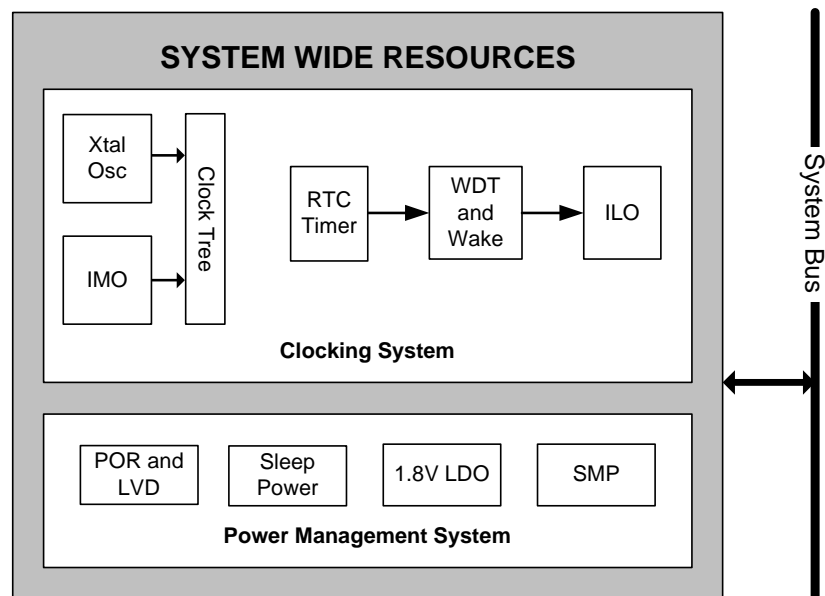 SYSTEM WIDE RESOURCES
Xtal
Osc
IMO
Clock Tree
RTC
Timer
WDT
and
Wake
ILO
Clocking System
POR and
LVD
Sleep
Power
1.8V LDO
SMP
Power Management System
System Bus